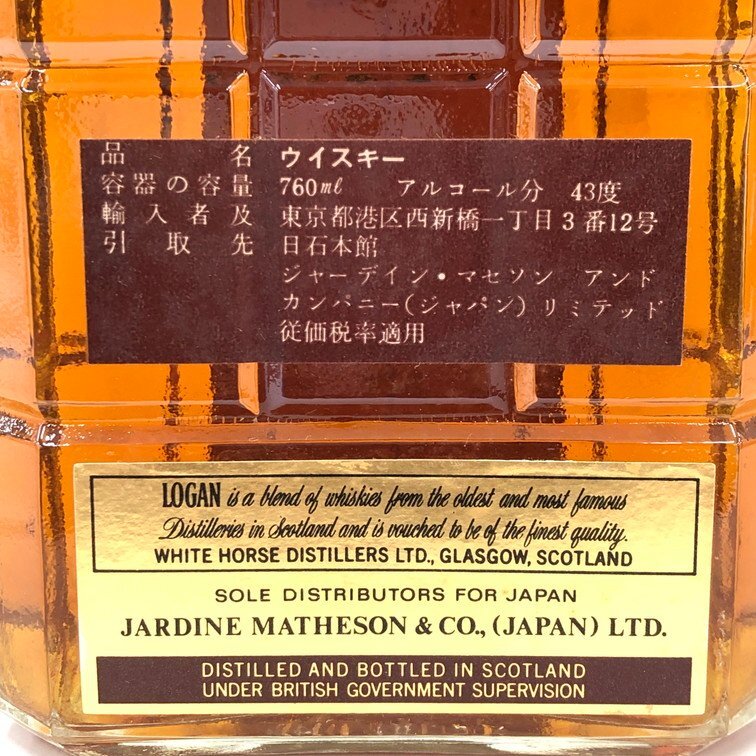 品名 ウイスキー
容器の容量 760ml アルコール分 43度
輸入者及 東京都港区西新橋一丁目3番12号
引取先 日石本館
ジャーデイン・マセソン アンド
カンパニー(ジャパン)リミテッド
従価税率適用
LOGAN is a blend of whiskies from the oldest and most famous
Distilleries in Scotland and is vouched to be of the finest quality.
WHITE HORSE DISTILLERS LTD., GLASGOW, SCOTLAND
SOLE DISTRIBUTORS FOR JAPAN
JARDINE MATHESON & CO., (JAPAN) LTD.
DISTILLED AND BOTTLED IN SCOTLAND
UNDER BRITISH GOVERNMENT SUPERVISION